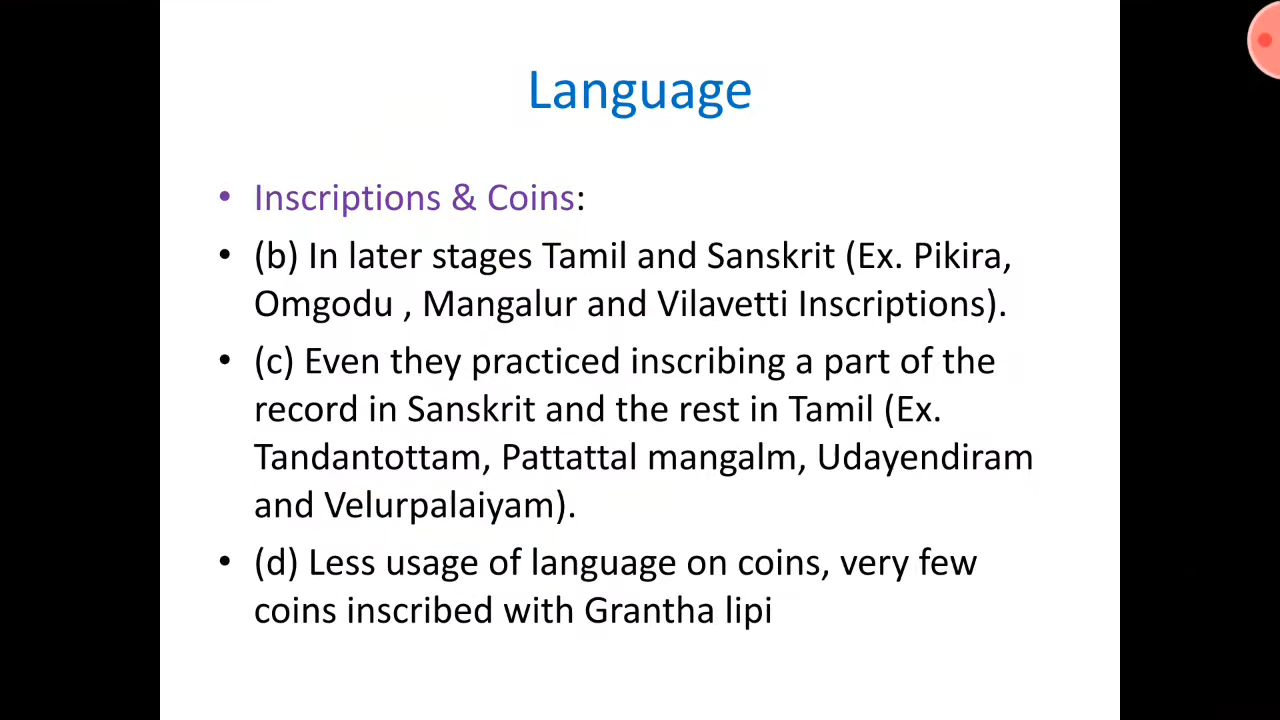 Language
• Inscriptions & Coins:
• (b) In later stages Tamil and Sanskrit (Ex. Pikira,
Omgodu , Mangalur and Vilavetti Inscriptions).
• (c) Even they practiced inscribing a part of the
record in Sanskrit and the rest in Tamil (Ex.
Tandantottam, Pattattal mangalm, Udayendiram
and Velurpalaiyam).
• (d) Less usage of language on coins, very few
coins inscribed with Grantha lipi